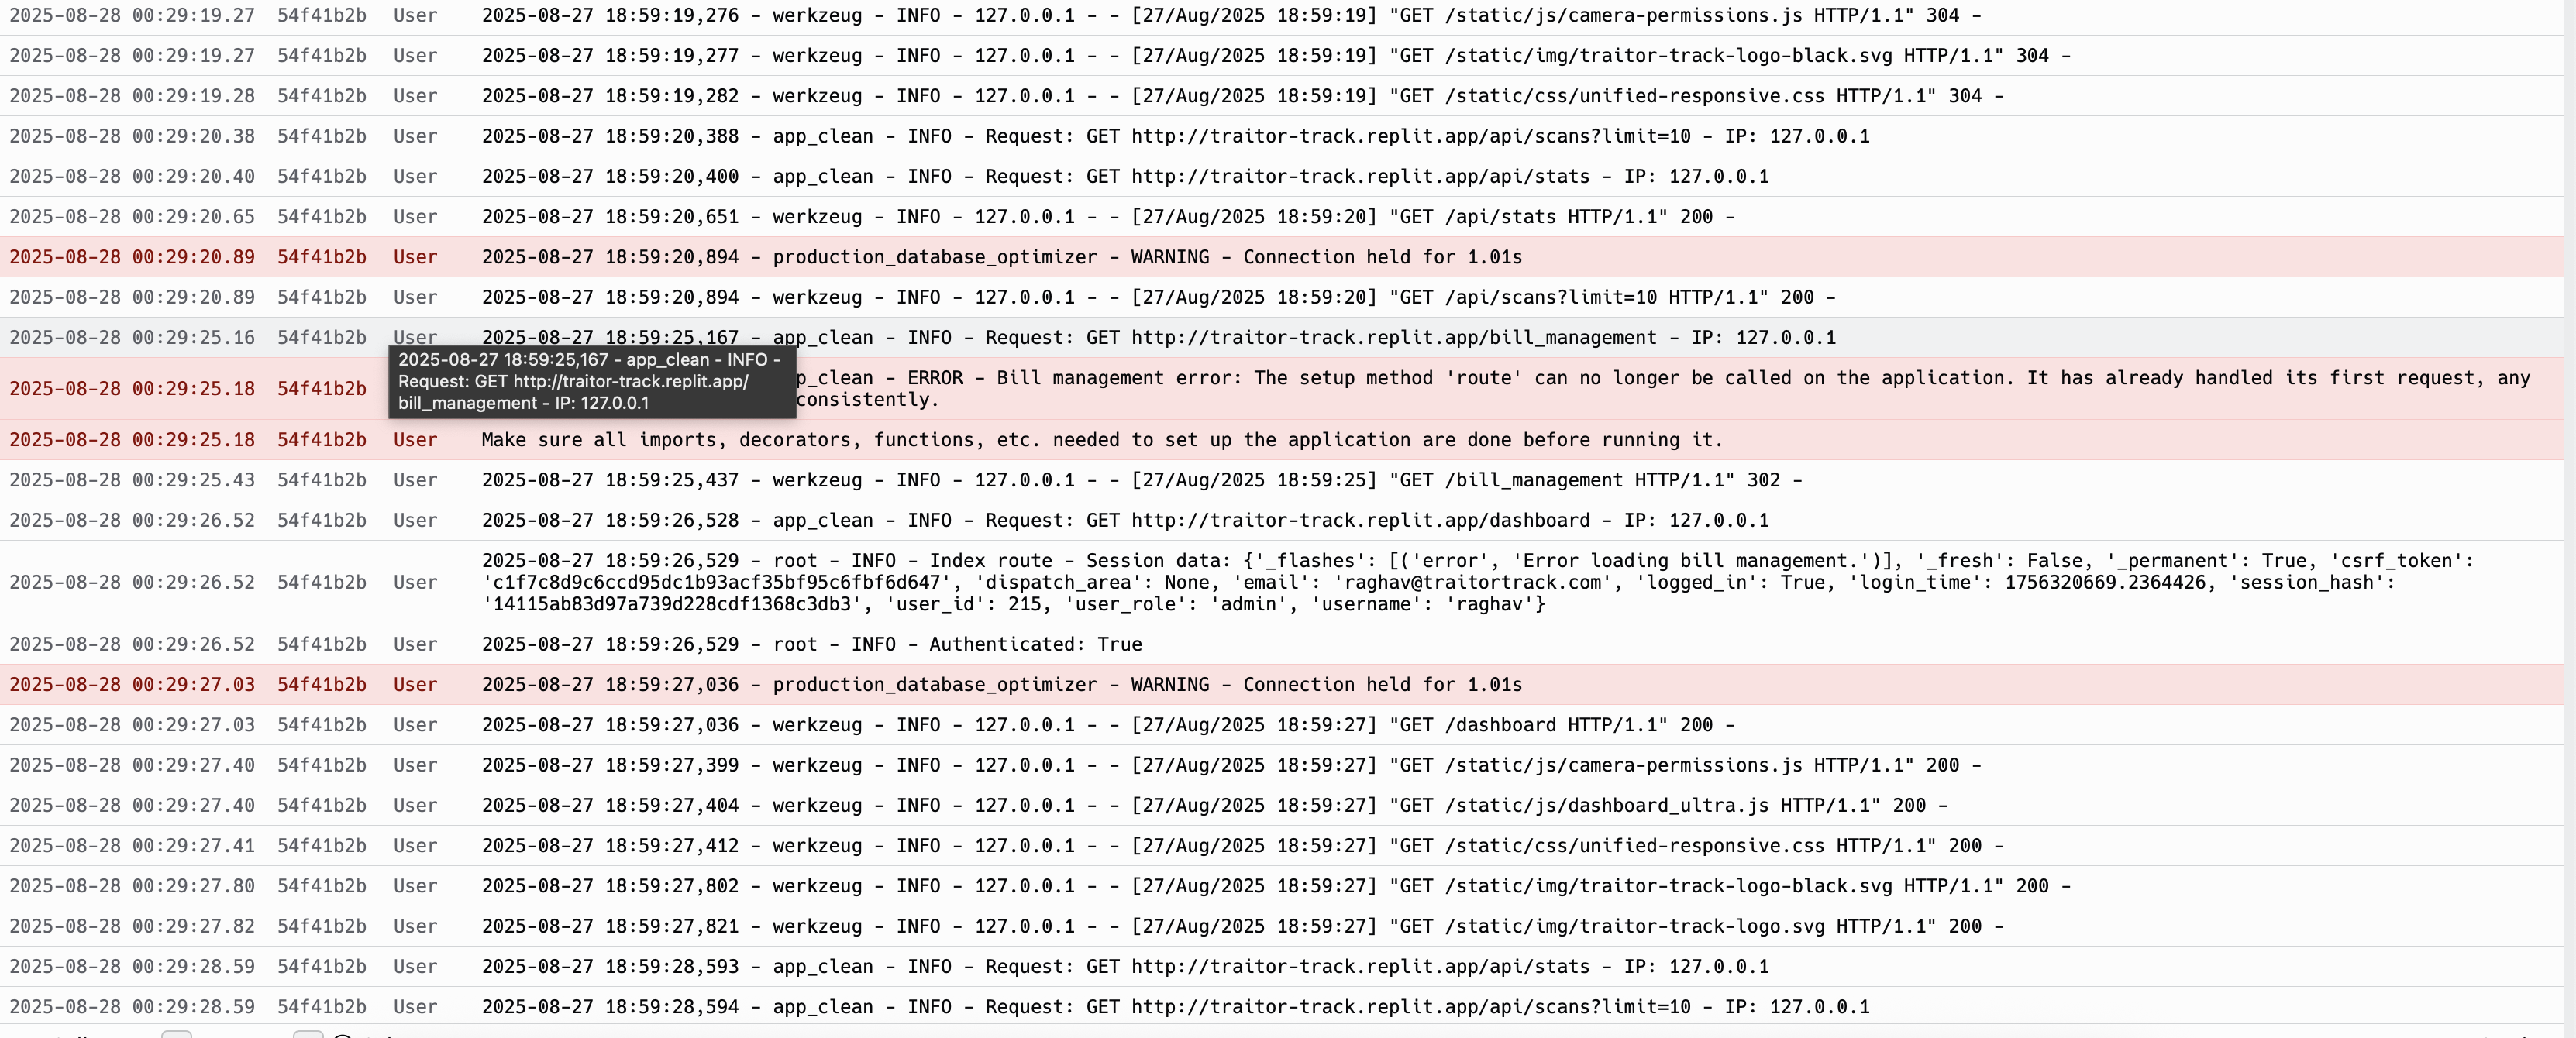 2025-08-28 00:29:19.27 54f41b2b User 2025-08-27 18:59:19,276 - werkzeug - INFO - 127.0.0.1 - - [27/Aug/2025 18:59:19] "GET /static/js/camera-permissions.js HTTP/1.1" 304 -
2025-08-28 00:29:19.27 54f41b2b User 2025-08-27 18:59:19,277 - werkzeug - INFO - 127.0.0.1 - - [27/Aug/2025 18:59:19] "GET /static/img/traitor-track-logo-black.svg HTTP/1.1" 304 -
2025-08-28 00:29:19.28 54f41b2b User 2025-08-27 18:59:19,282 - werkzeug - INFO - 127.0.0.1 - - [27/Aug/2025 18:59:19] "GET /static/css/unified-responsive.css HTTP/1.1" 304 -
2025-08-28 00:29:20.38 54f41b2b User 2025-08-27 18:59:20,388 - app_clean - INFO - Request: GET http://traitor-track.replit.app/api/scans?limit=10 - IP: 127.0.0.1
2025-08-28 00:29:20.40 54f41b2b User 2025-08-27 18:59:20,400 - app_clean - INFO - Request: GET http://traitor-track.replit.app/api/stats - IP: 127.0.0.1
2025-08-28 00:29:20.65 54f41b2b User 2025-08-27 18:59:20,651 - werkzeug - INFO - 127.0.0.1 - - [27/Aug/2025 18:59:20] "GET /api/stats HTTP/1.1" 200 -
2025-08-28 00:29:20.89 54f41b2b User 2025-08-27 18:59:20,894 - production_database_optimizer - WARNING - Connection held for 1.01s
2025-08-28 00:29:20.89 54f41b2b User 2025-08-27 18:59:20,894 - werkzeug - INFO - 127.0.0.1 - - [27/Aug/2025 18:59:20] "GET /api/scans?limit=10 HTTP/1.1" 200 -
2025-08-28 00:29:25.16 54f41b2b User 2025-08-27 18:59:25,167 - app_clean - INFO - Request: GET http://traitor-track.replit.app/bill_management - IP: 127.0.0.1
2025-08-27 18:59:25,167 - app_clean - INFO -
Request: GET http://traitor-track.replit.app/
bill_management - IP: 127.0.0.1
2025-08-28 00:29:25.18 54f41b2b p_clean - ERROR - Bill management error: The setup method 'route' can no longer be called on the application. It has already handled its first request, any
consistently.
2025-08-28 00:29:25.18 54f41b2b User Make sure all imports, decorators, functions, etc. needed to set up the application are done before running it.
2025-08-28 00:29:25.43 54f41b2b User 2025-08-27 18:59:25,437 - werkzeug - INFO - 127.0.0.1 - - [27/Aug/2025 18:59:25] "GET /bill_management HTTP/1.1" 302 -
2025-08-28 00:29:26.52 54f41b2b User 2025-08-27 18:59:26,528 - app_clean - INFO - Request: GET http://traitor-track.replit.app/dashboard - IP: 127.0.0.1
2025-08-27 18:59:26,529 - root - INFO - Index route - Session data: {'_flashes': [('error', 'Error loading bill management.')], '_fresh': False, '_permanent': True, 'csrf_token':
2025-08-28 00:29:26.52 54f41b2b User 'c1f7c8d9c6ccd95dc1b93acf35bf95c6fbf6d647', 'dispatch_area': None, 'email': 'raghav@traitortrack.com', 'logged_in': True, 'login_time': 1756320669.2364426, 'session_hash':
'14115ab83d97a739d228cdf1368c3db3', 'user_id': 215, 'user_role': 'admin', 'username': 'raghav'}
2025-08-28 00:29:26.52 54f41b2b User 2025-08-27 18:59:26,529 - root - INFO - Authenticated: True
2025-08-28 00:29:27.03 54f41b2b User 2025-08-27 18:59:27,036 - production_database_optimizer - WARNING - Connection held for 1.01s
2025-08-28 00:29:27.03 54f41b2b User 2025-08-27 18:59:27,036 - werkzeug - INFO - 127.0.0.1 - - [27/Aug/2025 18:59:27] "GET /dashboard HTTP/1.1" 200 -
2025-08-28 00:29:27.40 54f41b2b User 2025-08-27 18:59:27,399 - werkzeug - INFO - 127.0.0.1 - - [27/Aug/2025 18:59:27] "GET /static/js/camera-permissions.js HTTP/1.1" 200 -
2025-08-28 00:29:27.40 54f41b2b User 2025-08-27 18:59:27,404 - werkzeug - INFO - 127.0.0.1 - - [27/Aug/2025 18:59:27] "GET /static/js/dashboard_ultra.js HTTP/1.1" 200 -
2025-08-28 00:29:27.41 54f41b2b User 2025-08-27 18:59:27,412 - werkzeug - INFO - 127.0.0.1 - - [27/Aug/2025 18:59:27] "GET /static/css/unified-responsive.css HTTP/1.1" 200 -
2025-08-28 00:29:27.80 54f41b2b User 2025-08-27 18:59:27,802 - werkzeug - INFO - 127.0.0.1 - - [27/Aug/2025 18:59:27] "GET /static/img/traitor-track-logo-black.svg HTTP/1.1" 200 -
2025-08-28 00:29:27.82 54f41b2b User 2025-08-27 18:59:27,821 - werkzeug - INFO - 127.0.0.1 - - [27/Aug/2025 18:59:27] "GET /static/img/traitor-track-logo.svg HTTP/1.1" 200 -
2025-08-28 00:29:28.59 54f41b2b User 2025-08-27 18:59:28,593 - app_clean - INFO - Request: GET http://traitor-track.replit.app/api/stats - IP: 127.0.0.1
2025-08-28 00:29:28.59 54f41b2b User 2025-08-27 18:59:28,594 - app_clean - INFO - Request: GET http://traitor-track.replit.app/api/scans?limit=10 - IP: 127.0.0.1